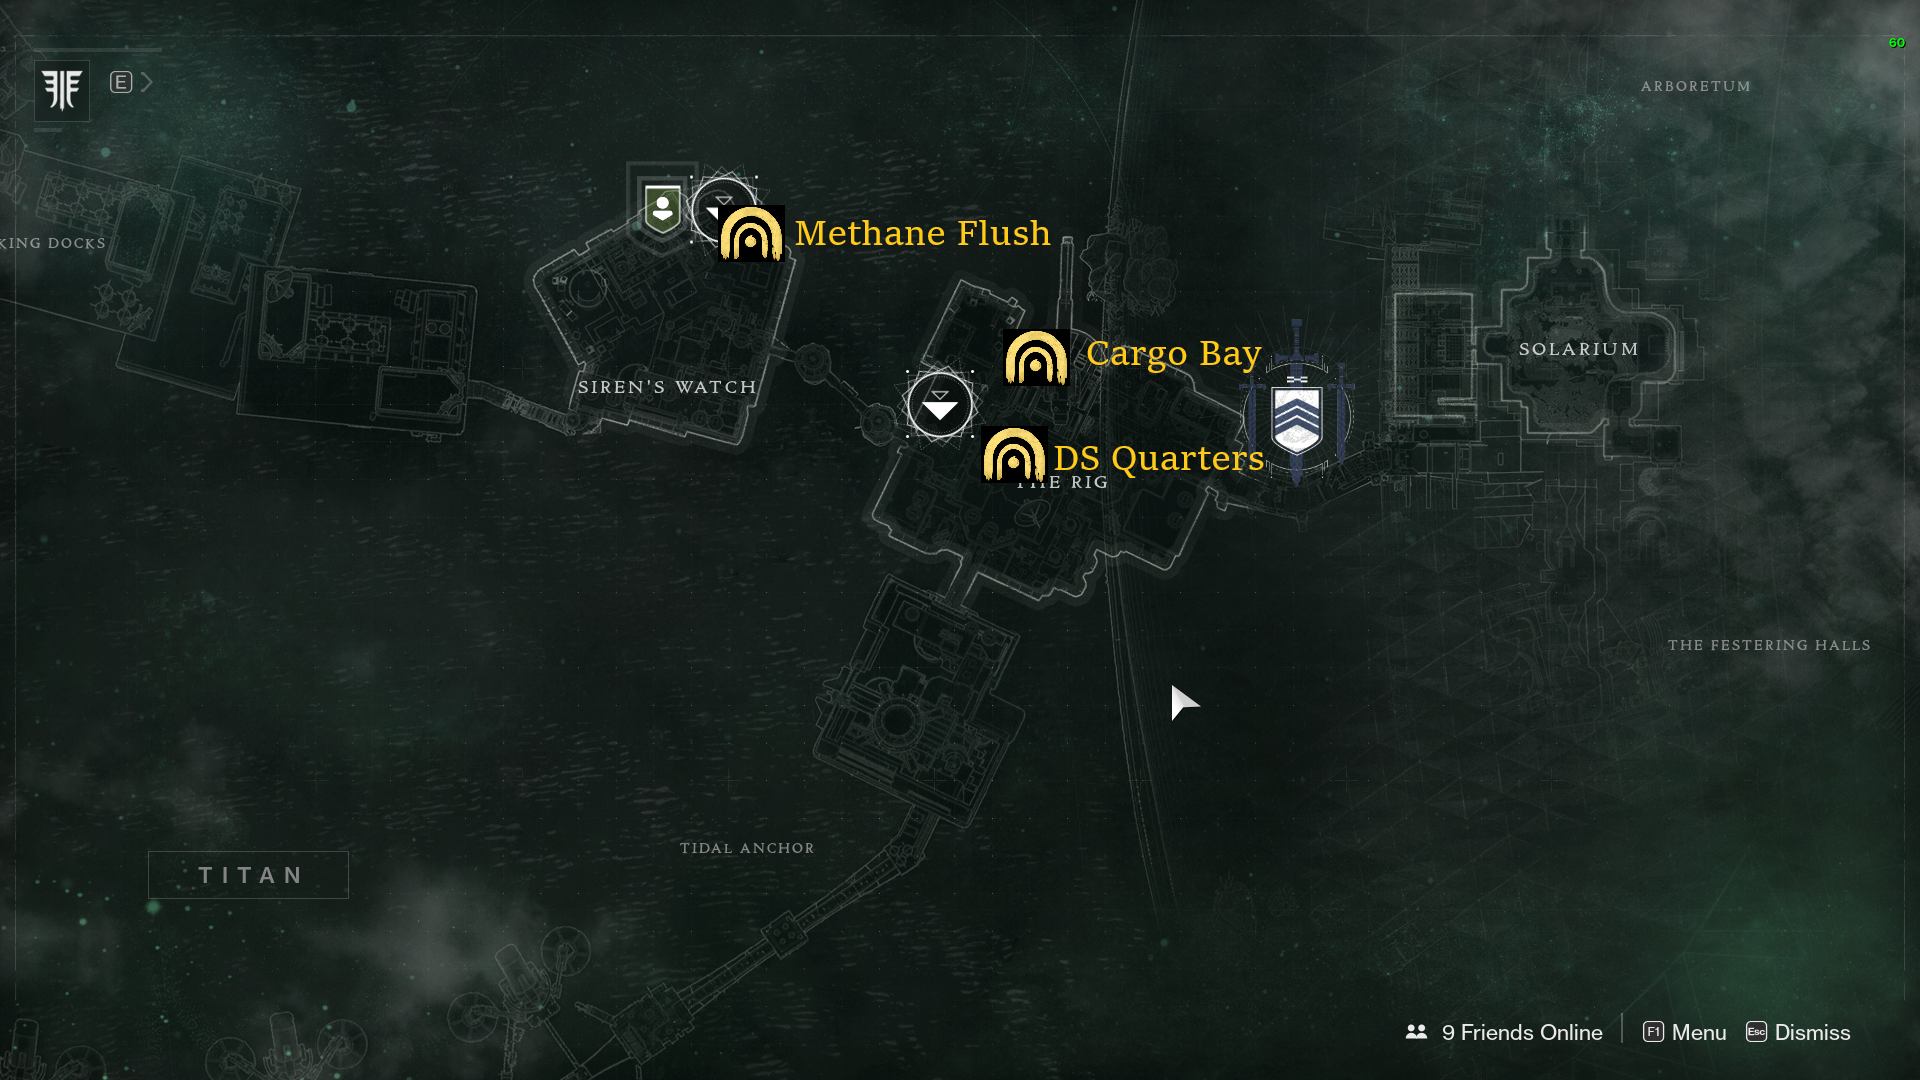 60
E
ARBORETUM
Methane Flush
KING DOCKS
Cargo Bay
SOLARIUM
SIREN'S WATCH
DS Quarters
THE RIG
THE FESTERING HALLS
TIDAL ANCHOR
TITAN
9 Friends Online
F1 Menu
Esc Dismiss